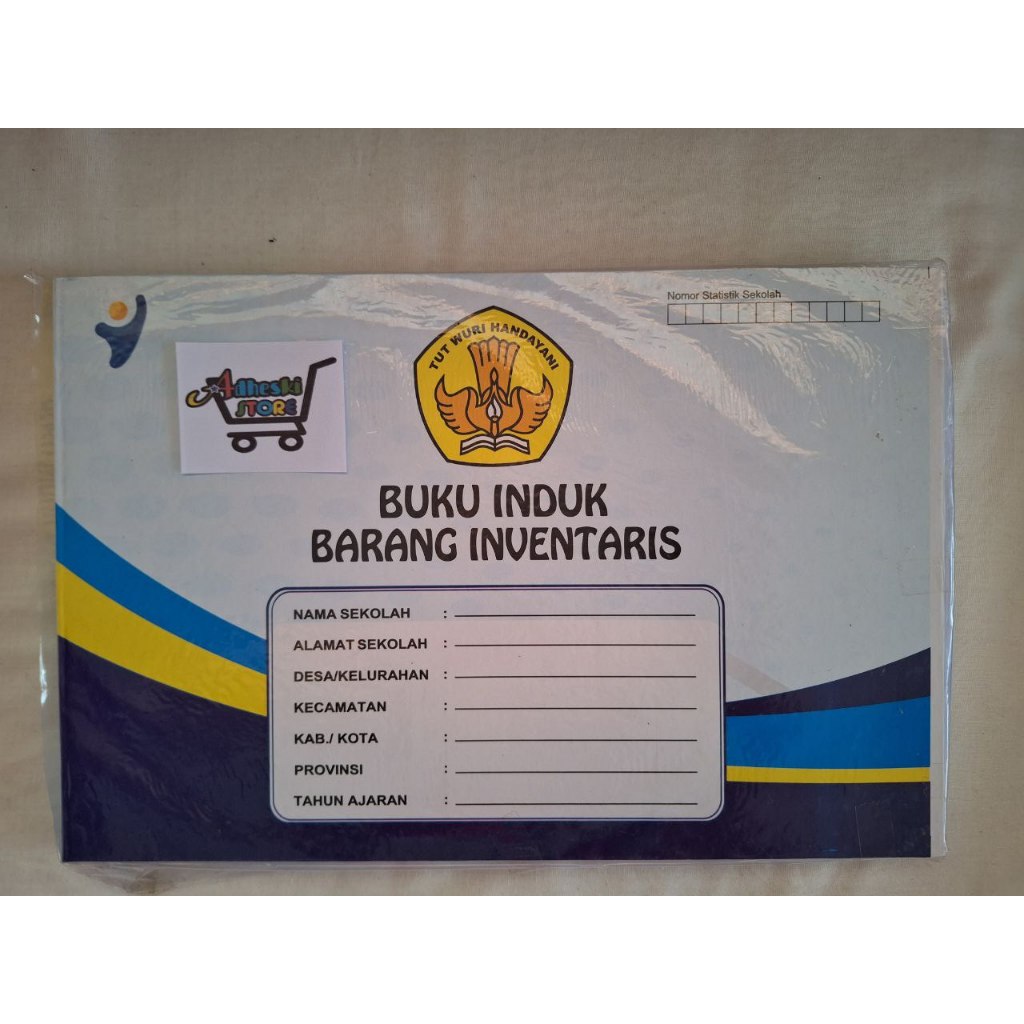 Nomor Statistik Sekolah
Adheski
STORE
TUT WURI HANDAYANI
BUKU INDUK
BARANG INVENTARIS
NAMA SEKOLAH :
ALAMAT SEKOLAH :
DESA/KELURAHAN :
KECAMATAN :
KAB./ KOTA :
PROVINSI :
TAHUN AJARAN :